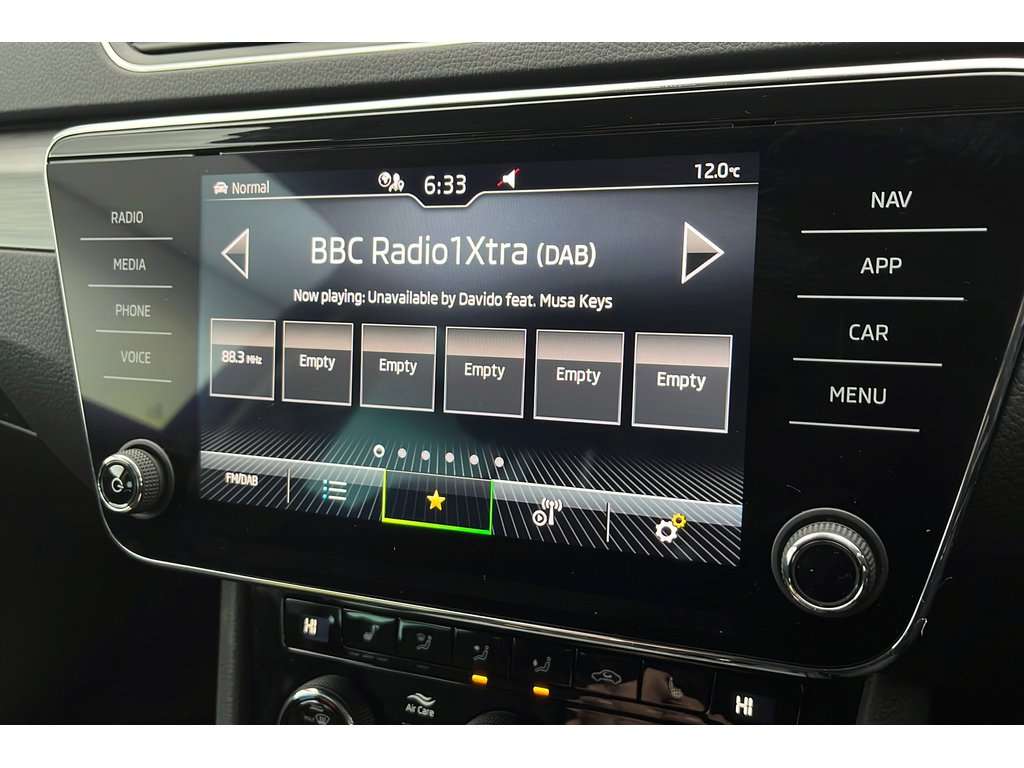 Normal
6:33
12.0°C
RADIO
MEDIA
PHONE
VOICE
BBC Radio1Xtra (DAB)
Now playing: Unavailable by Davido feat. Musa Keys
88.3 MHz
Empty
Empty
Empty
Empty
Empty
FM/DAB
NAV
APP
CAR
MENU
HI
Air Care
HI